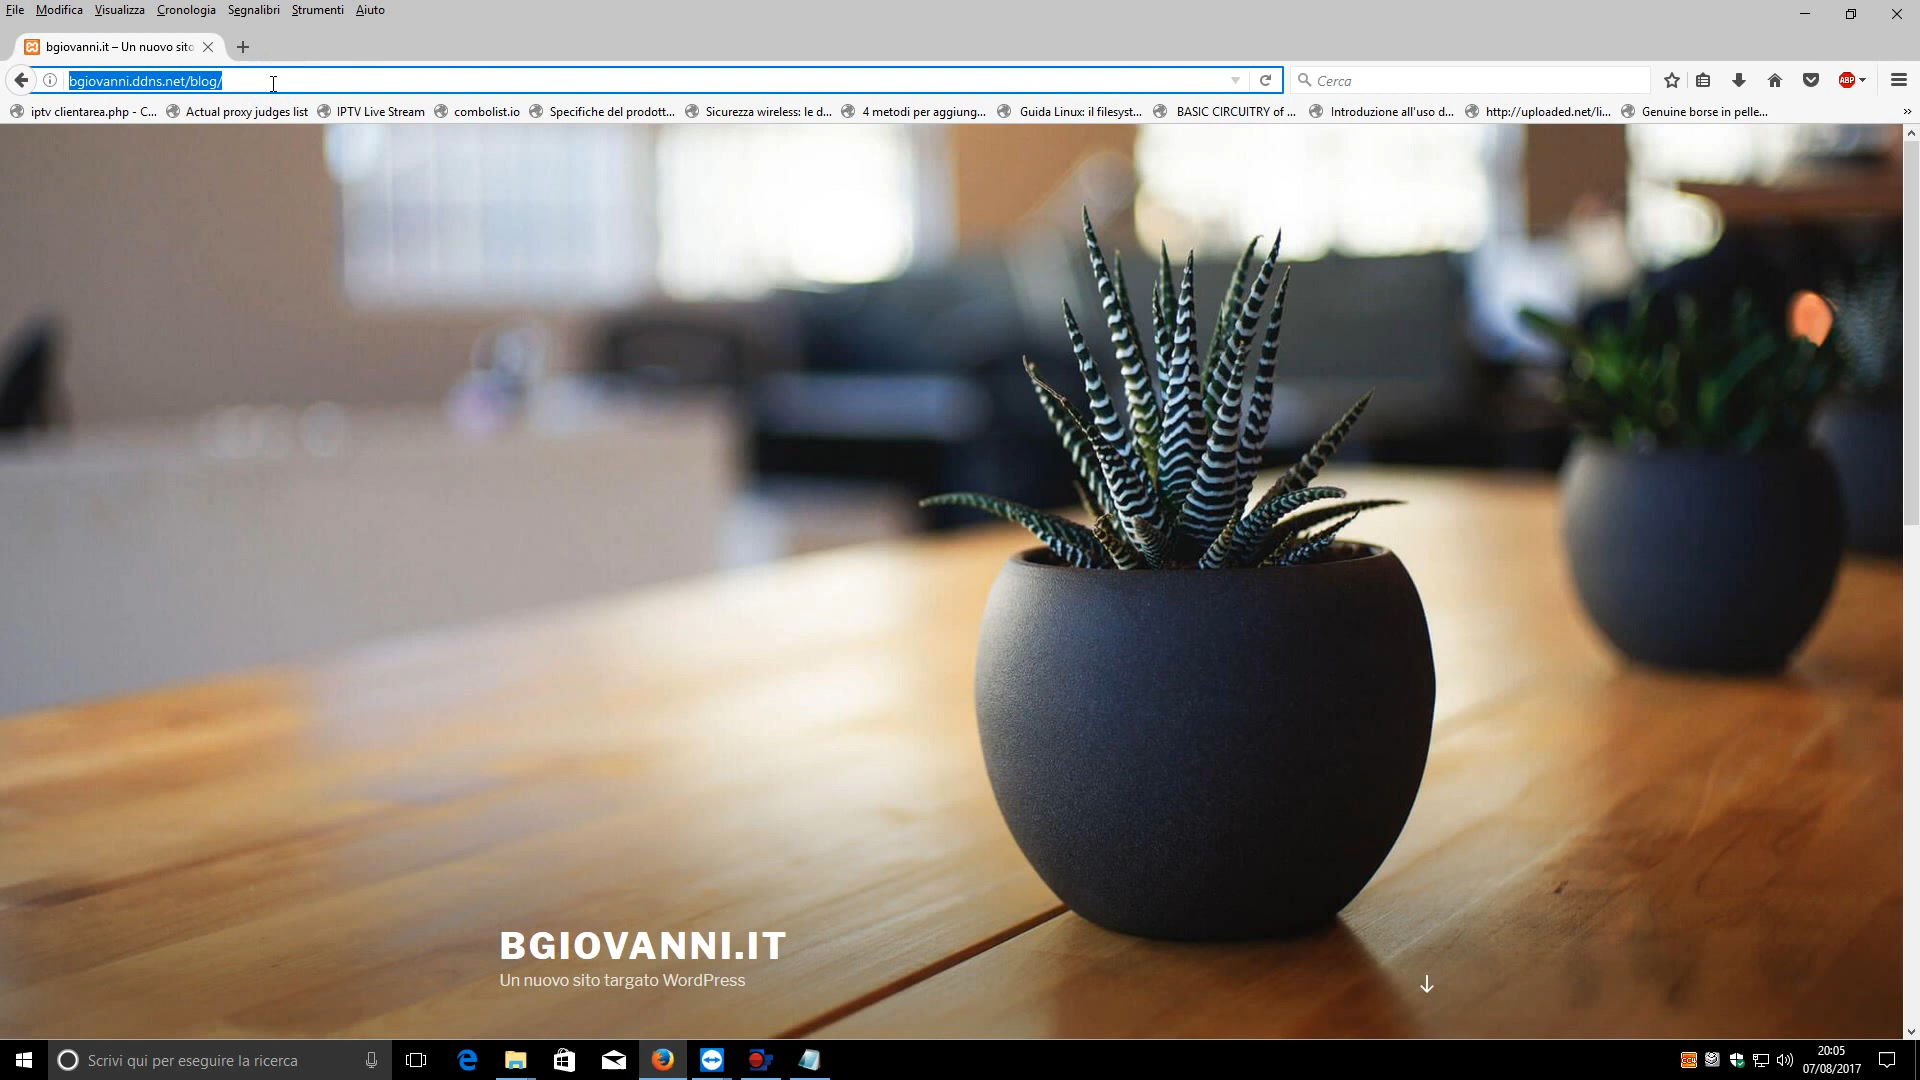 File Modifica Visualizza Cronologia Segnalibri Strumenti Aiuto
bgiovanni.it – Un nuovo sito
bgiovanni.ddns.net/blog/
Cerca
ABP
iptv clientarea.php - C... Actual proxy judges list IPTV Live Stream combolist.io Specifiche del prodott... Sicurezza wireless: le d... 4 metodi per aggiung... Guida Linux: il filesyst... BASIC CIRCUITRY of ... Introduzione all'uso d... http://uploaded.net/li... Genuine borse in pelle...
BGIOVANNI.IT
Un nuovo sito targato WordPress
Scrivi qui per eseguire la ricerca
20:05
07/08/2017